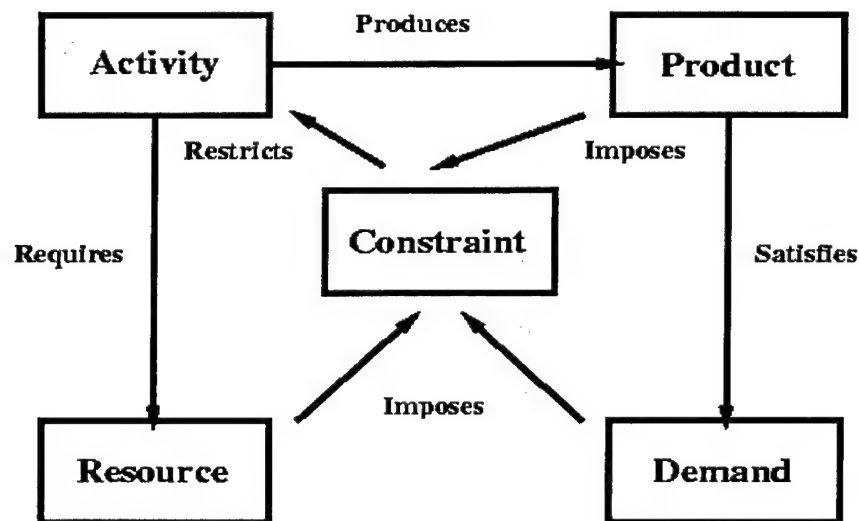 Produces
Activity
Product
Restricts
Imposes
Constraint
Requires
Satisfies
Imposes
Resource
Demand